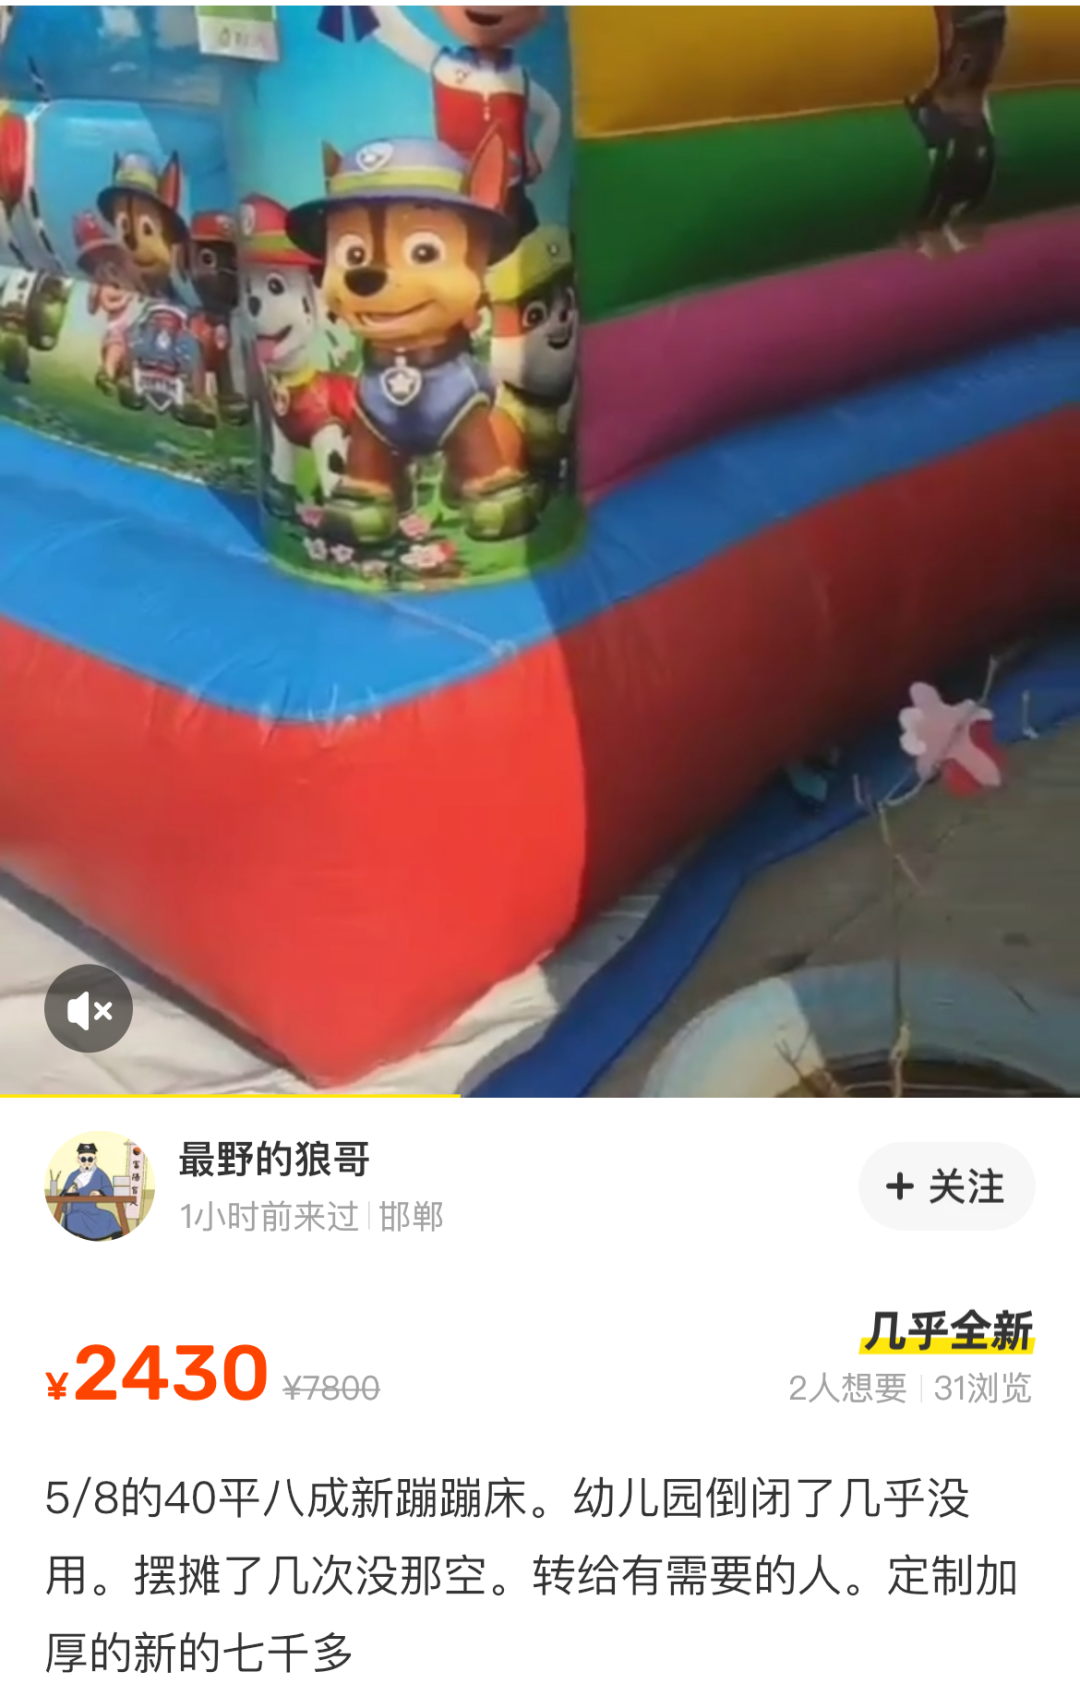 最野的狼哥
1小时前来过 | 邯郸
+ 关注
¥2430 ¥7800
几乎全新
2人想要 | 31浏览
5/8的40平八成新蹦蹦床。幼儿园倒闭了几乎没
用。摆摊了几次没那空。转给有需要的人。定制加
厚的新的七千多